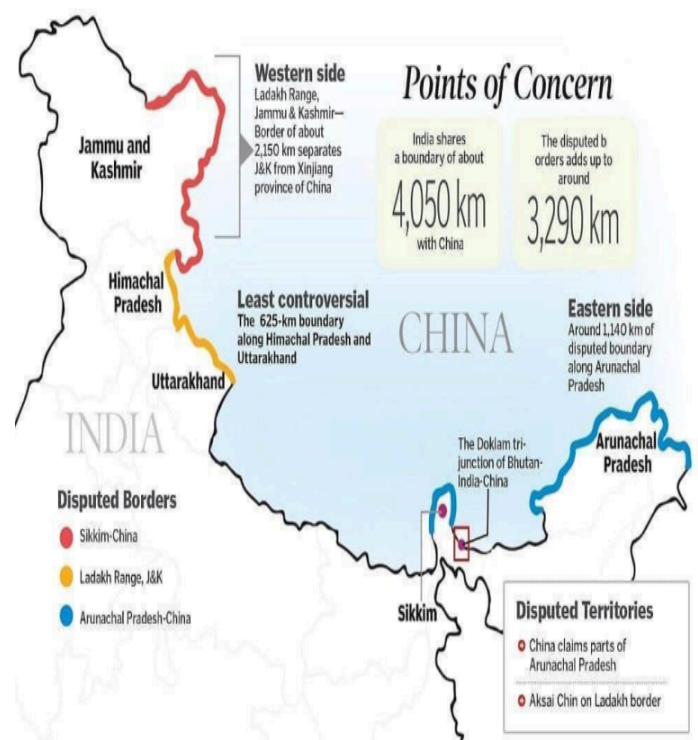 Points of Concern
Western side
Ladakh Range,
Jammu & Kashmir—
Border of about
2,150 km separates
J&K from Xinjiang
province of China
India shares
a boundary of about
4,050 km
with China
The disputed b
orders adds up to
around
3,290 km
Jammu and
Kashmir
Himachal
Pradesh
Least controversial
The 625-km boundary
along Himachal Pradesh and
Uttarakhand
CHINA
Eastern side
Around 1,140 km of
disputed boundary
along Arunachal
Pradesh
Uttarakhand
INDIA
The Doklam tri-
junction of Bhutan-
India-China
Arunachal
Pradesh
Disputed Borders
Sikkim-China
Ladakh Range, J&K
Arunachal Pradesh-China
Sikkim
Disputed Territories
China claims parts of
Arunachal Pradesh
Aksai Chin on Ladakh border